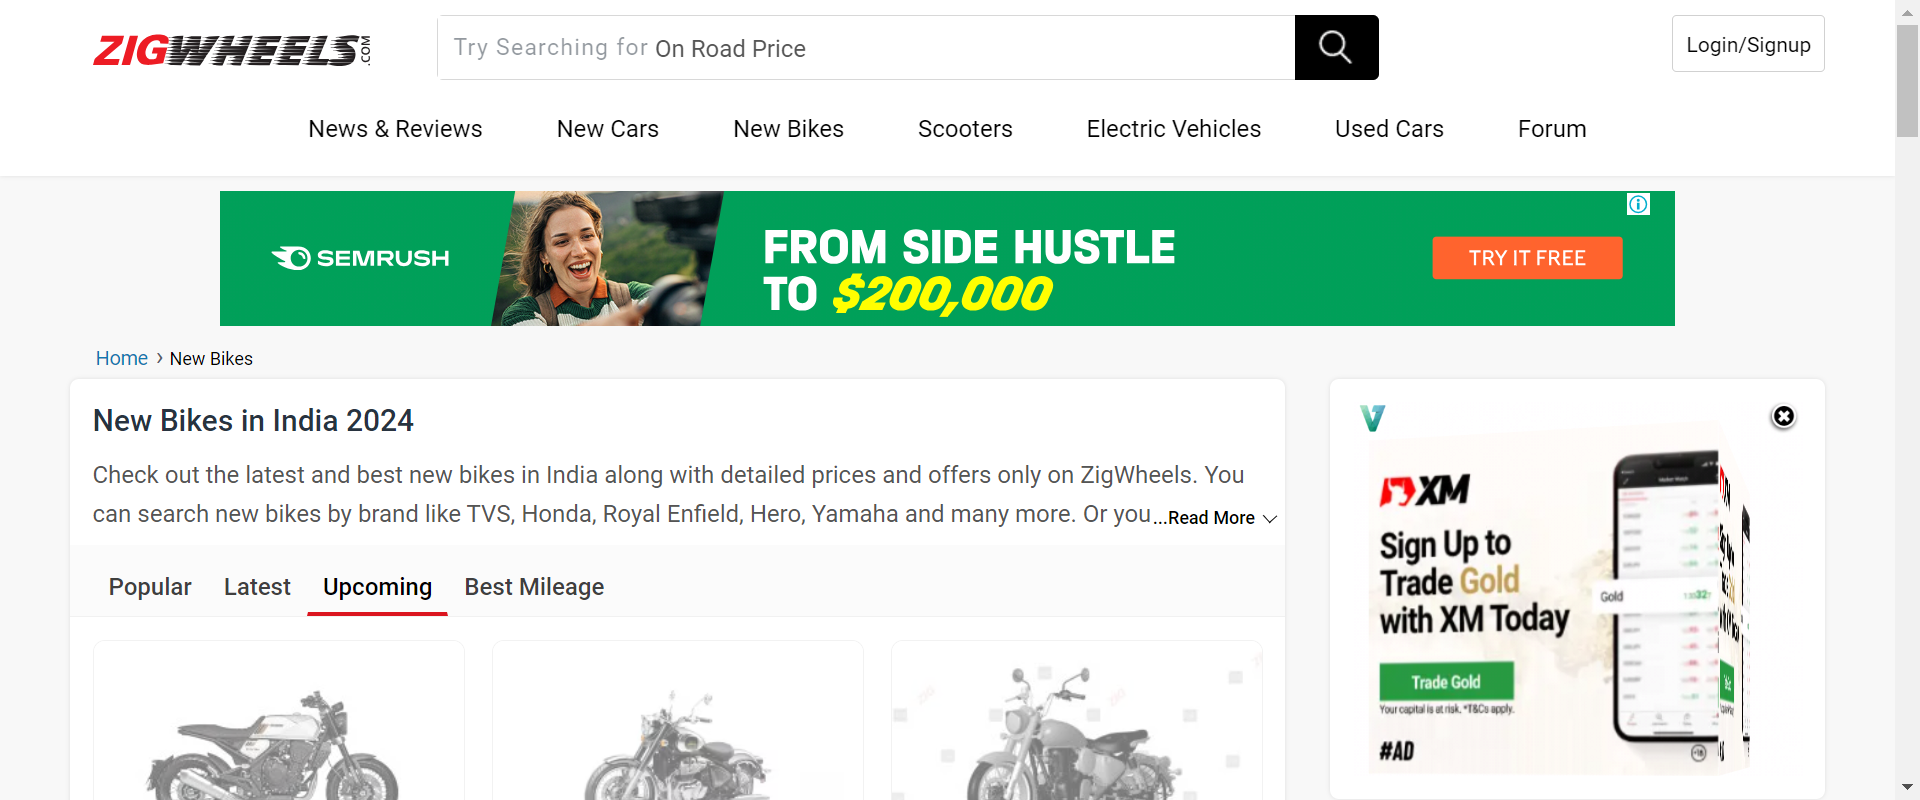 ZIGWHEELS.COM
Try Searching for On Road Price
Login/Signup
News & Reviews New Cars New Bikes Scooters Electric Vehicles Used Cars Forum
SEMRUSH
FROM SIDE HUSTLE
TO $200,000
TRY IT FREE
Home › New Bikes
New Bikes in India 2024
Check out the latest and best new bikes in India along with detailed prices and offers only on ZigWheels. You
can search new bikes by brand like TVS, Honda, Royal Enfield, Hero, Yamaha and many more. Or you ...Read More
Popular Latest Upcoming Best Mileage
XM
Sign Up to
Trade Gold
with XM Today
Gold
Trade Gold
Your capital is at risk. *T&Cs apply.
#AD